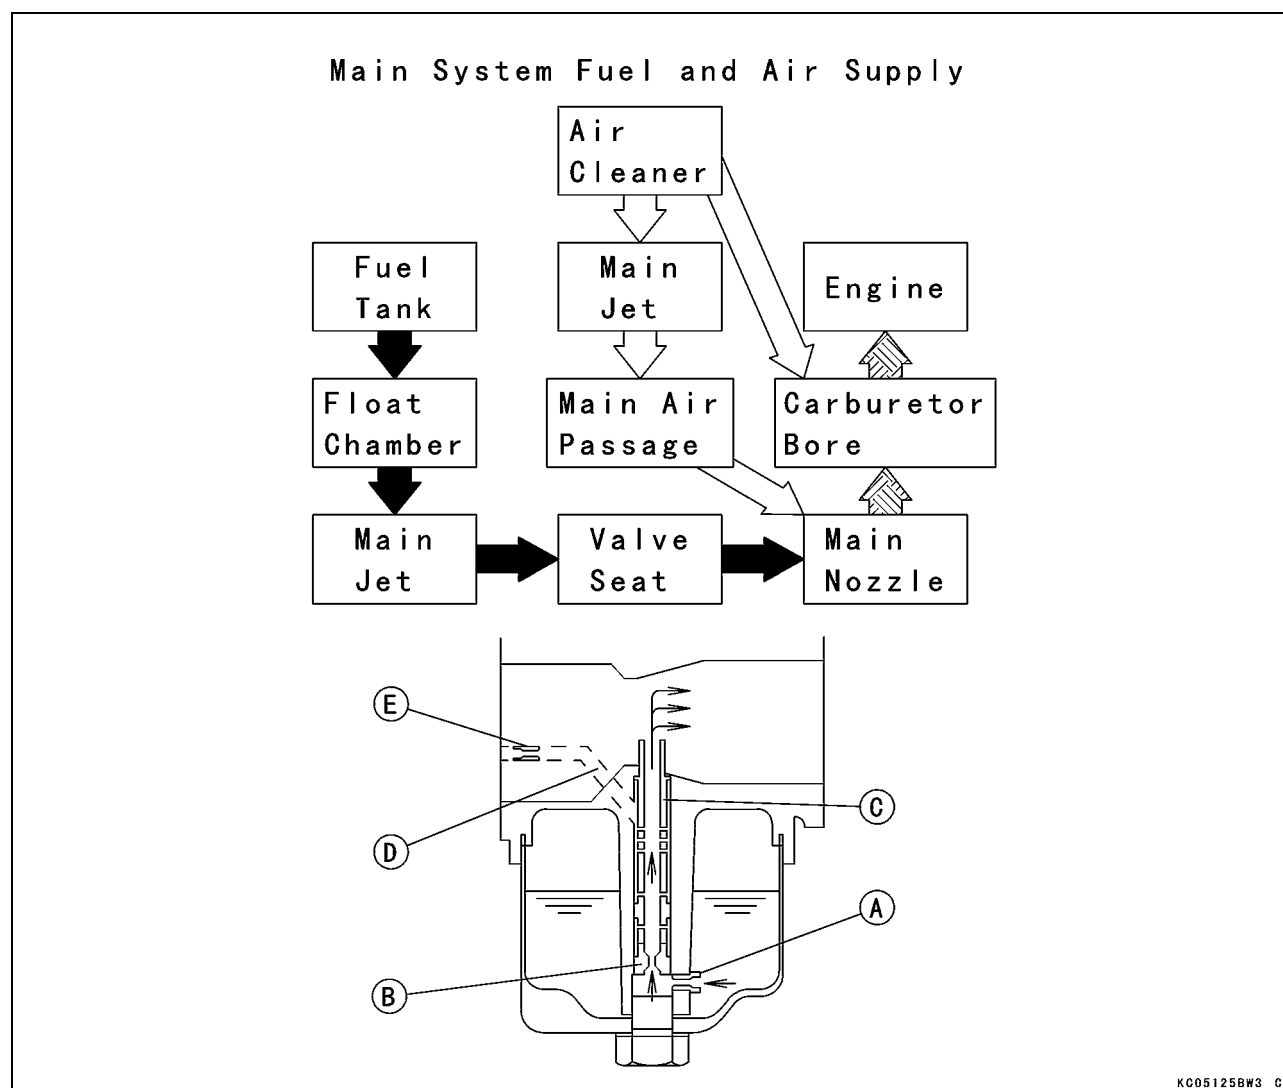 Main System Fuel and Air Supply
Air
Cleaner
Fuel
Tank
Main
Jet
Engine
Float
Chamber
Main Air
Passage
Carburetor
Bore
Main
Jet
Valve
Seat
Main
Nozzle
E
C
D
A
B
KC05125BW3 C